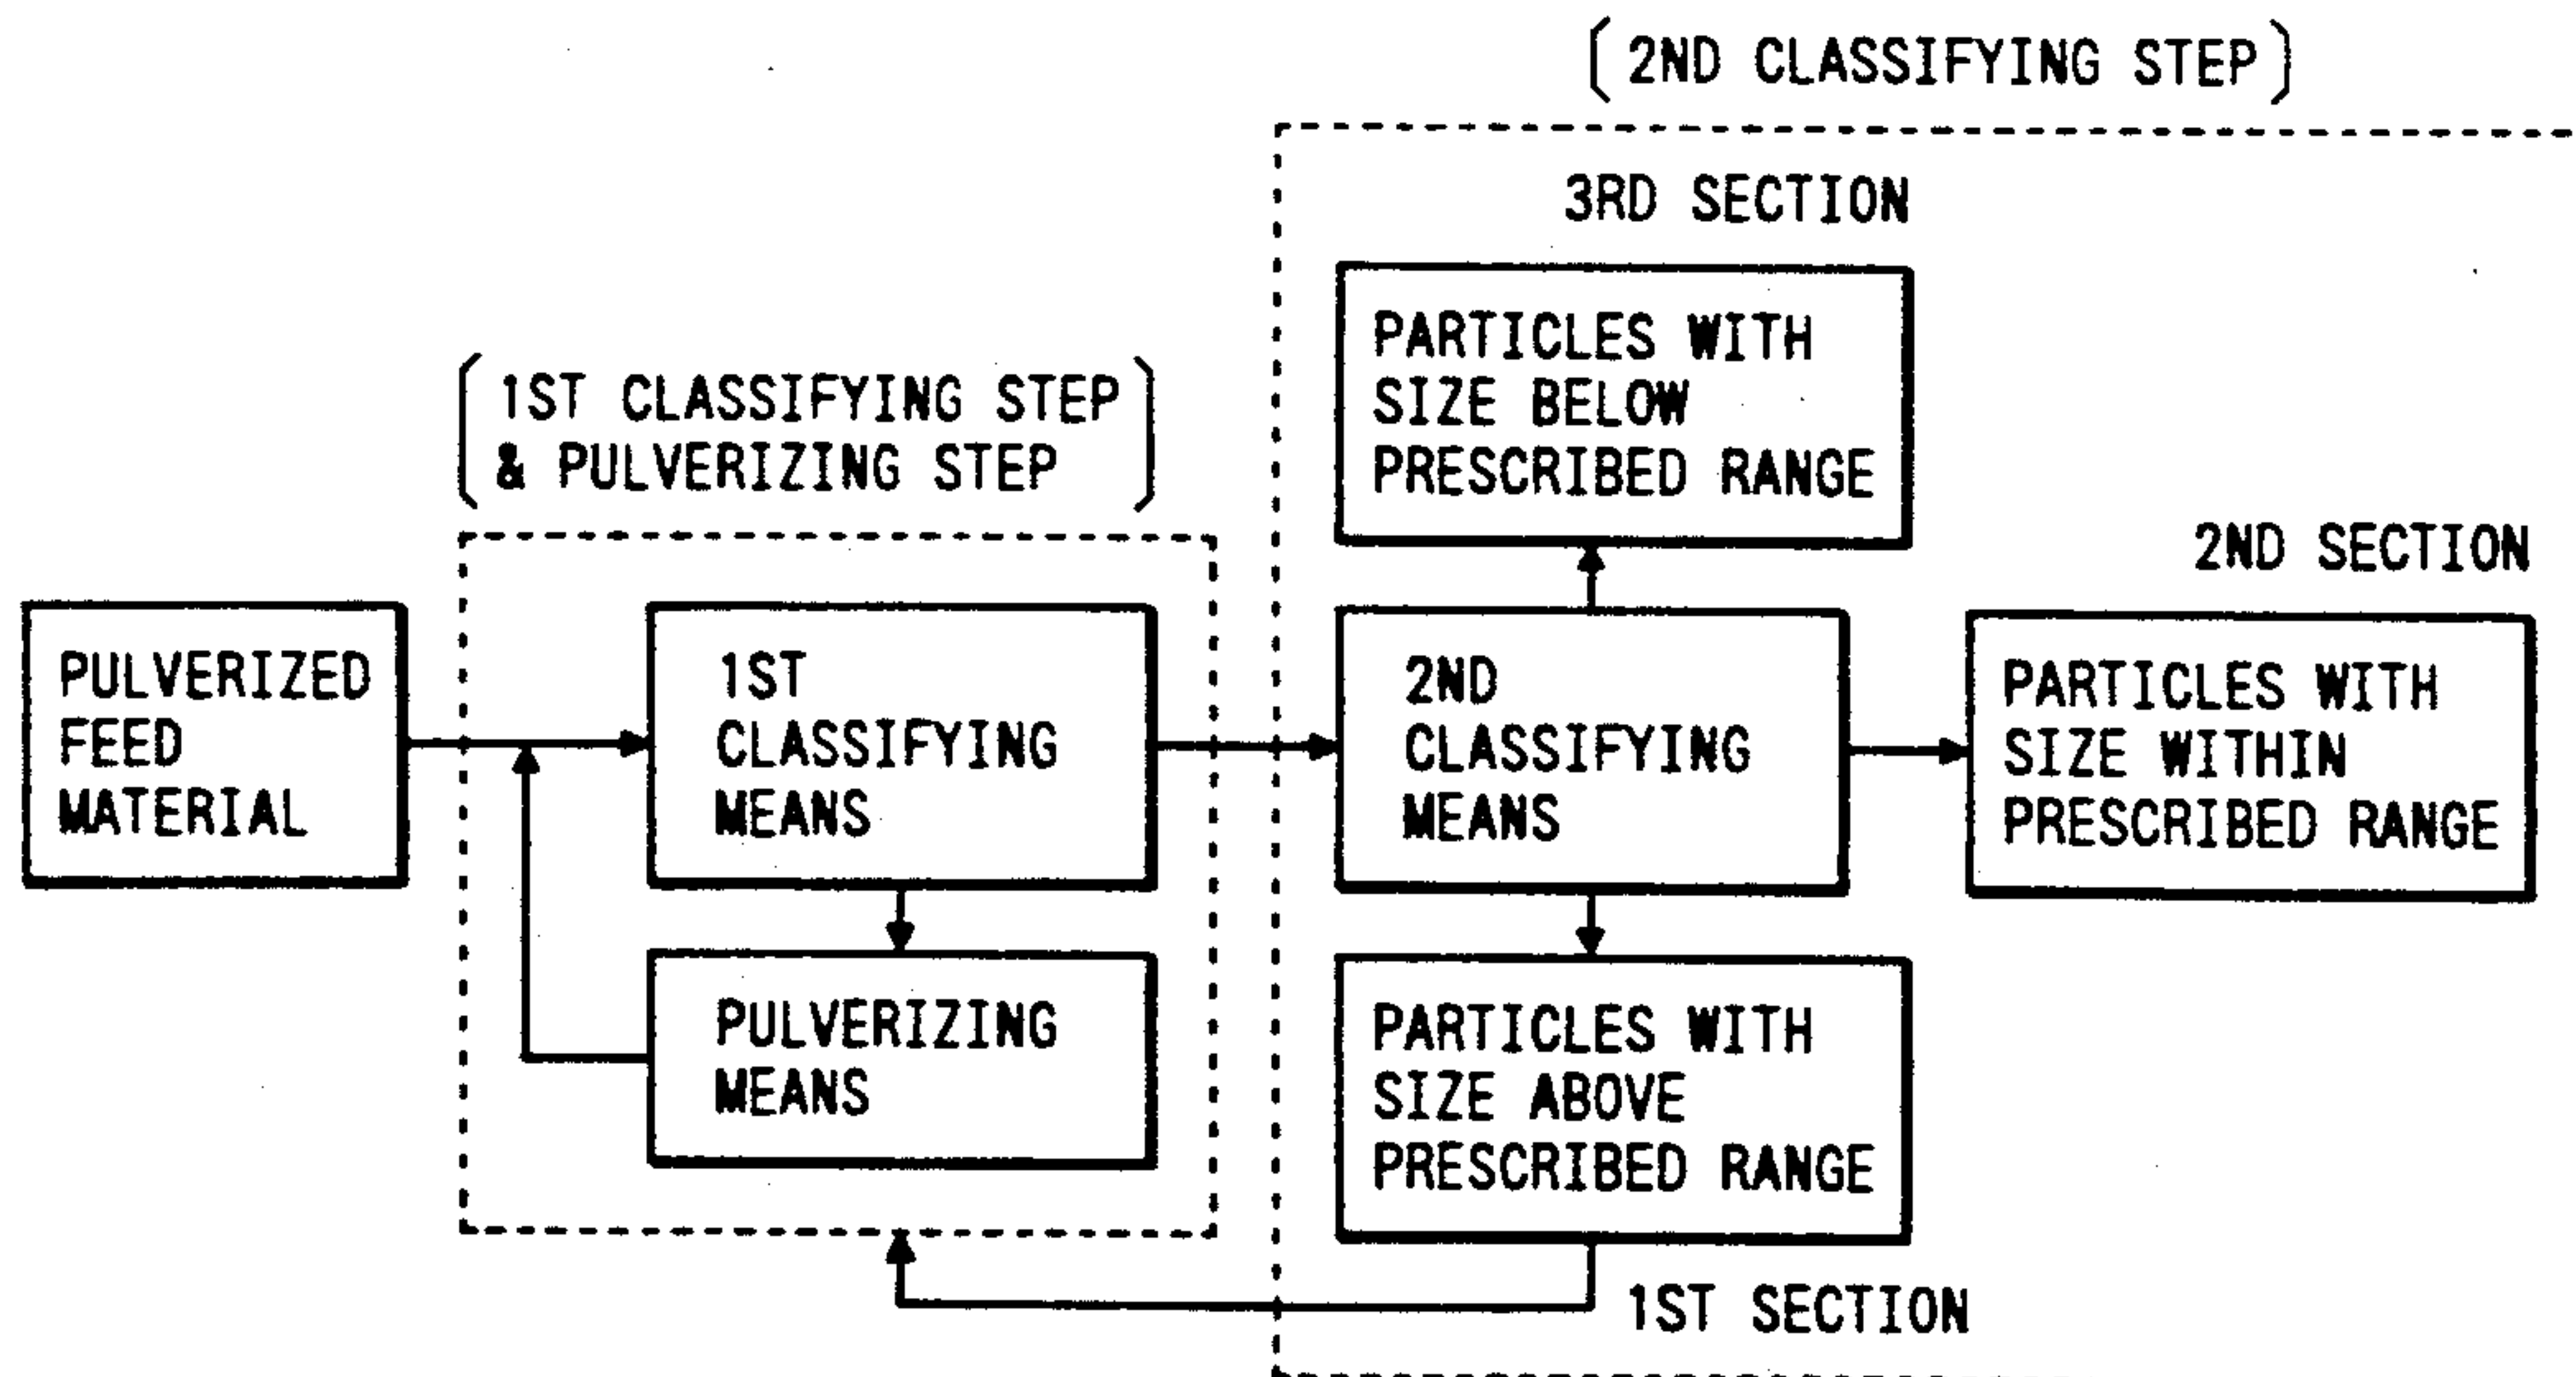 (2ND CLASSIFYING STEP)
3RD SECTION
PARTICLES WITH
SIZE BELOW
PRESCRIBED RANGE
(1ST CLASSIFYING STEP
& PULVERIZING STEP)
2ND SECTION
PULVERIZED
FEED
MATERIAL
1ST
CLASSIFYING
MEANS
2ND
CLASSIFYING
MEANS
PARTICLES WITH
SIZE WITHIN
PRESCRIBED RANGE
PULVERIZING
MEANS
PARTICLES WITH
SIZE ABOVE
PRESCRIBED RANGE
1ST SECTION